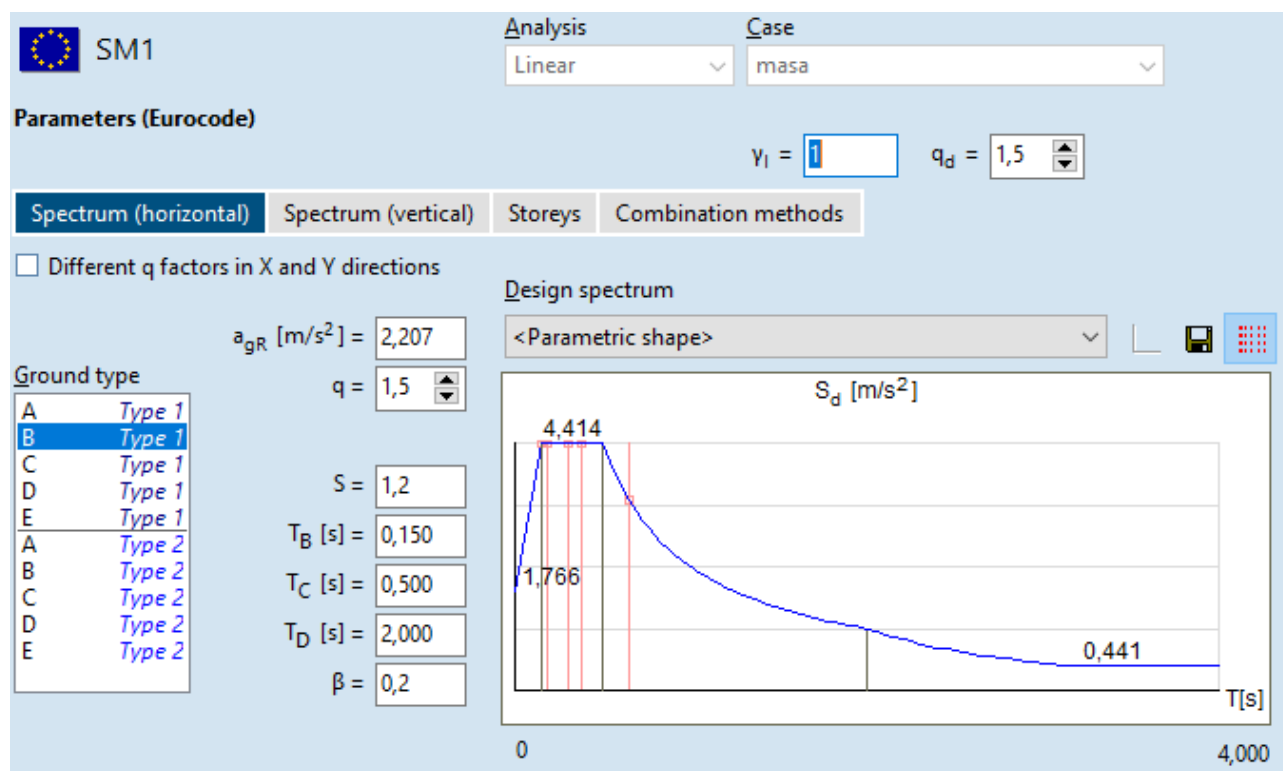 SM1
Analysis
Case
Linear
masa
Parameters (Eurocode)
γI = 1
qd = 1,5
Spectrum (horizontal) Spectrum (vertical) Storeys Combination methods
Different q factors in X and Y directions
Design spectrum
agR [m/s2] = 2,207
<Parametric shape>
Ground type
q = 1,5
A Type 1
B Type 1
C Type 1
D Type 1
E Type 1
A Type 2
B Type 2
C Type 2
D Type 2
E Type 2
S = 1,2
TB [s] = 0,150
TC [s] = 0,500
TD [s] = 2,000
β = 0,2
Sd [m/s2]
4,414
1,766
0,441
T[s]
0
4,000